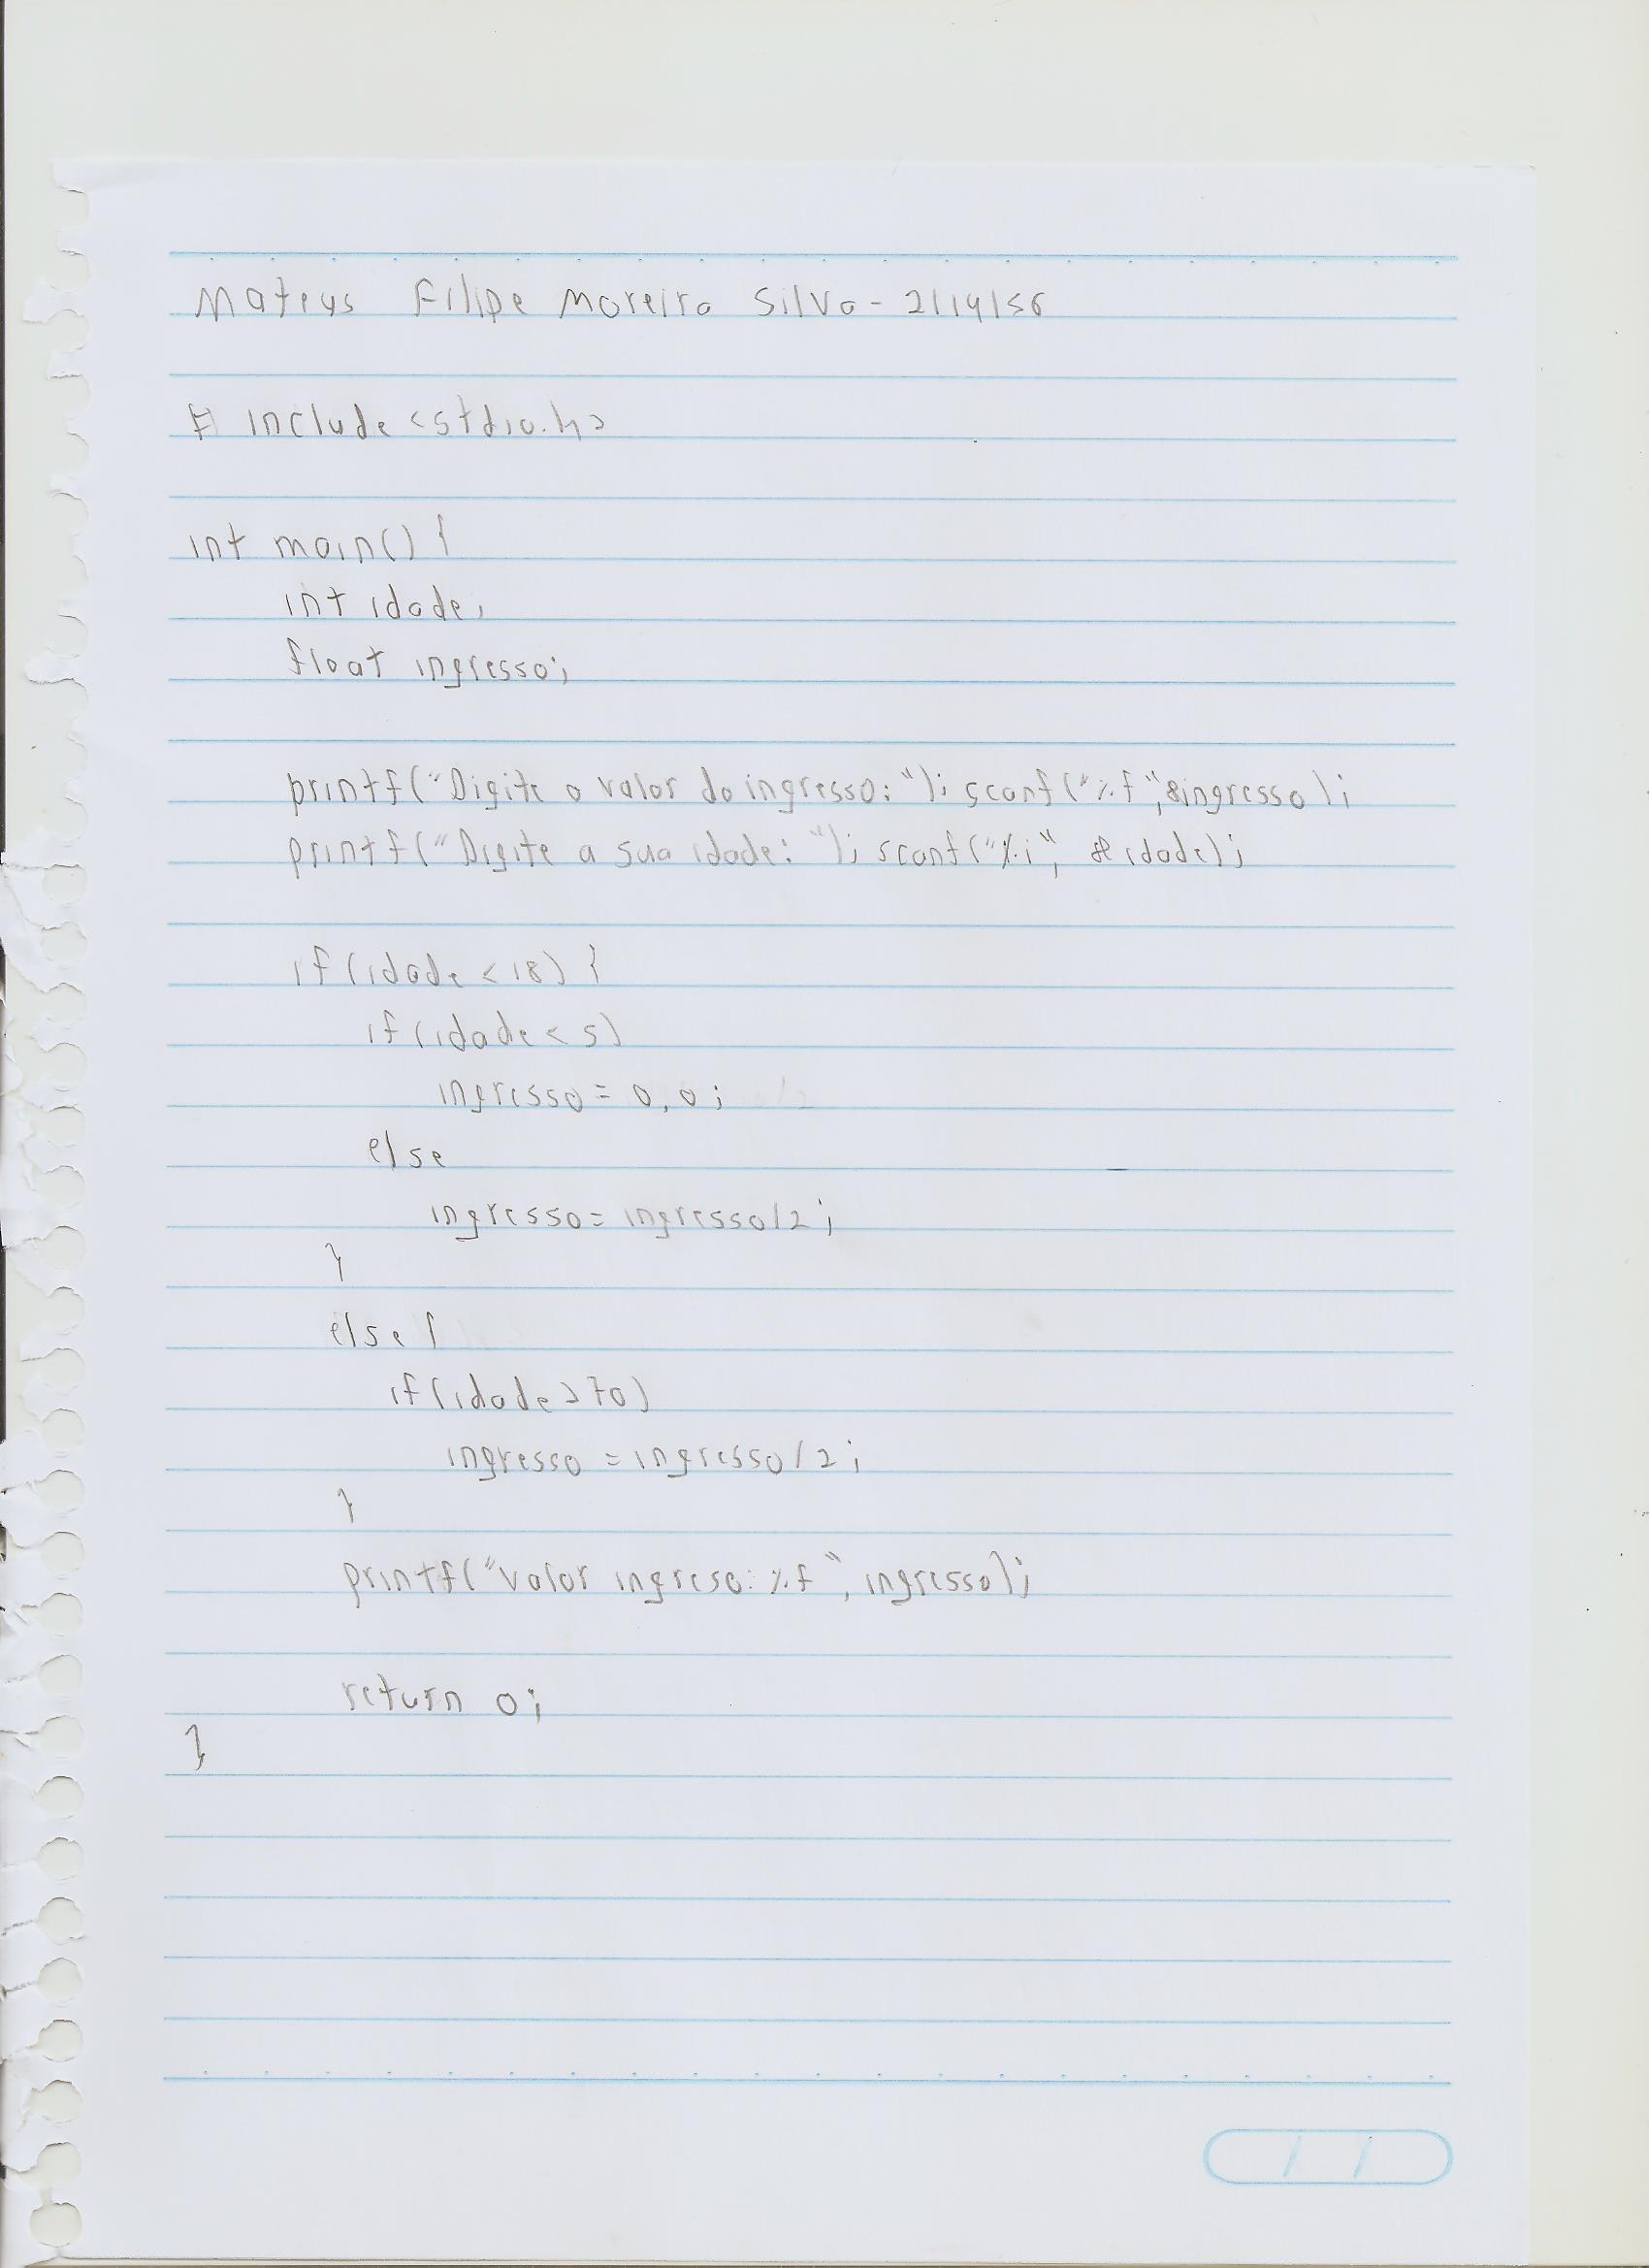 Mateus Filipe Moreira Silva - 2114156
# include <stdio.h>
int main() {
int idade;
float ingresso;
printf("Digite o valor do ingresso: "); scanf("%f",&ingresso);
printf("Digite a sua idade: "); scanf("%i", &idade);
if(idade < 18) {
if(idade < 5)
ingresso = 0,0;
else
ingresso = ingresso/2;
}
else {
if(idade > 70)
ingresso = ingresso/2;
}
printf("Valor ingreso: %f", ingresso);
return 0;
}